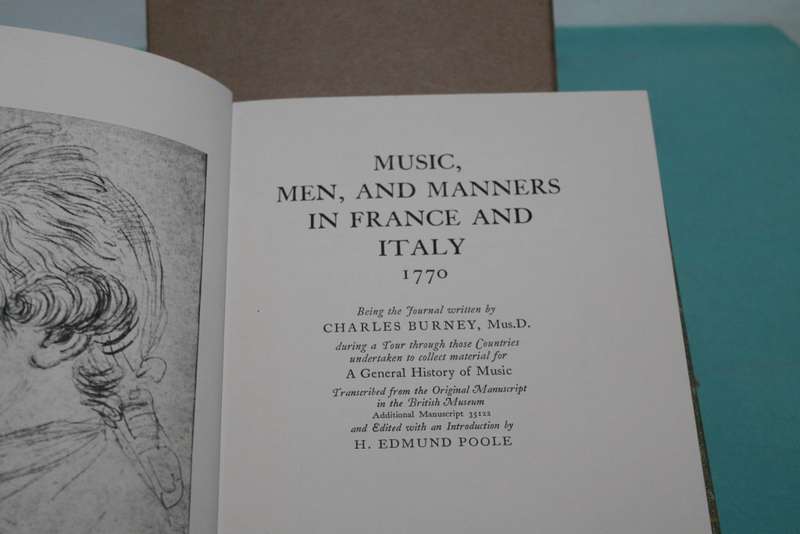 MUSIC,
MEN, AND MANNERS
IN FRANCE AND
ITALY
1770
Being the Journal written by
CHARLES BURNEY, Mus.D.
during a Tour through those Countries
undertaken to collect material for
A General History of Music
Transcribed from the Original Manuscript
in the British Museum
Additional Manuscript 35122
and Edited with an Introduction by
H. EDMUND POOLE